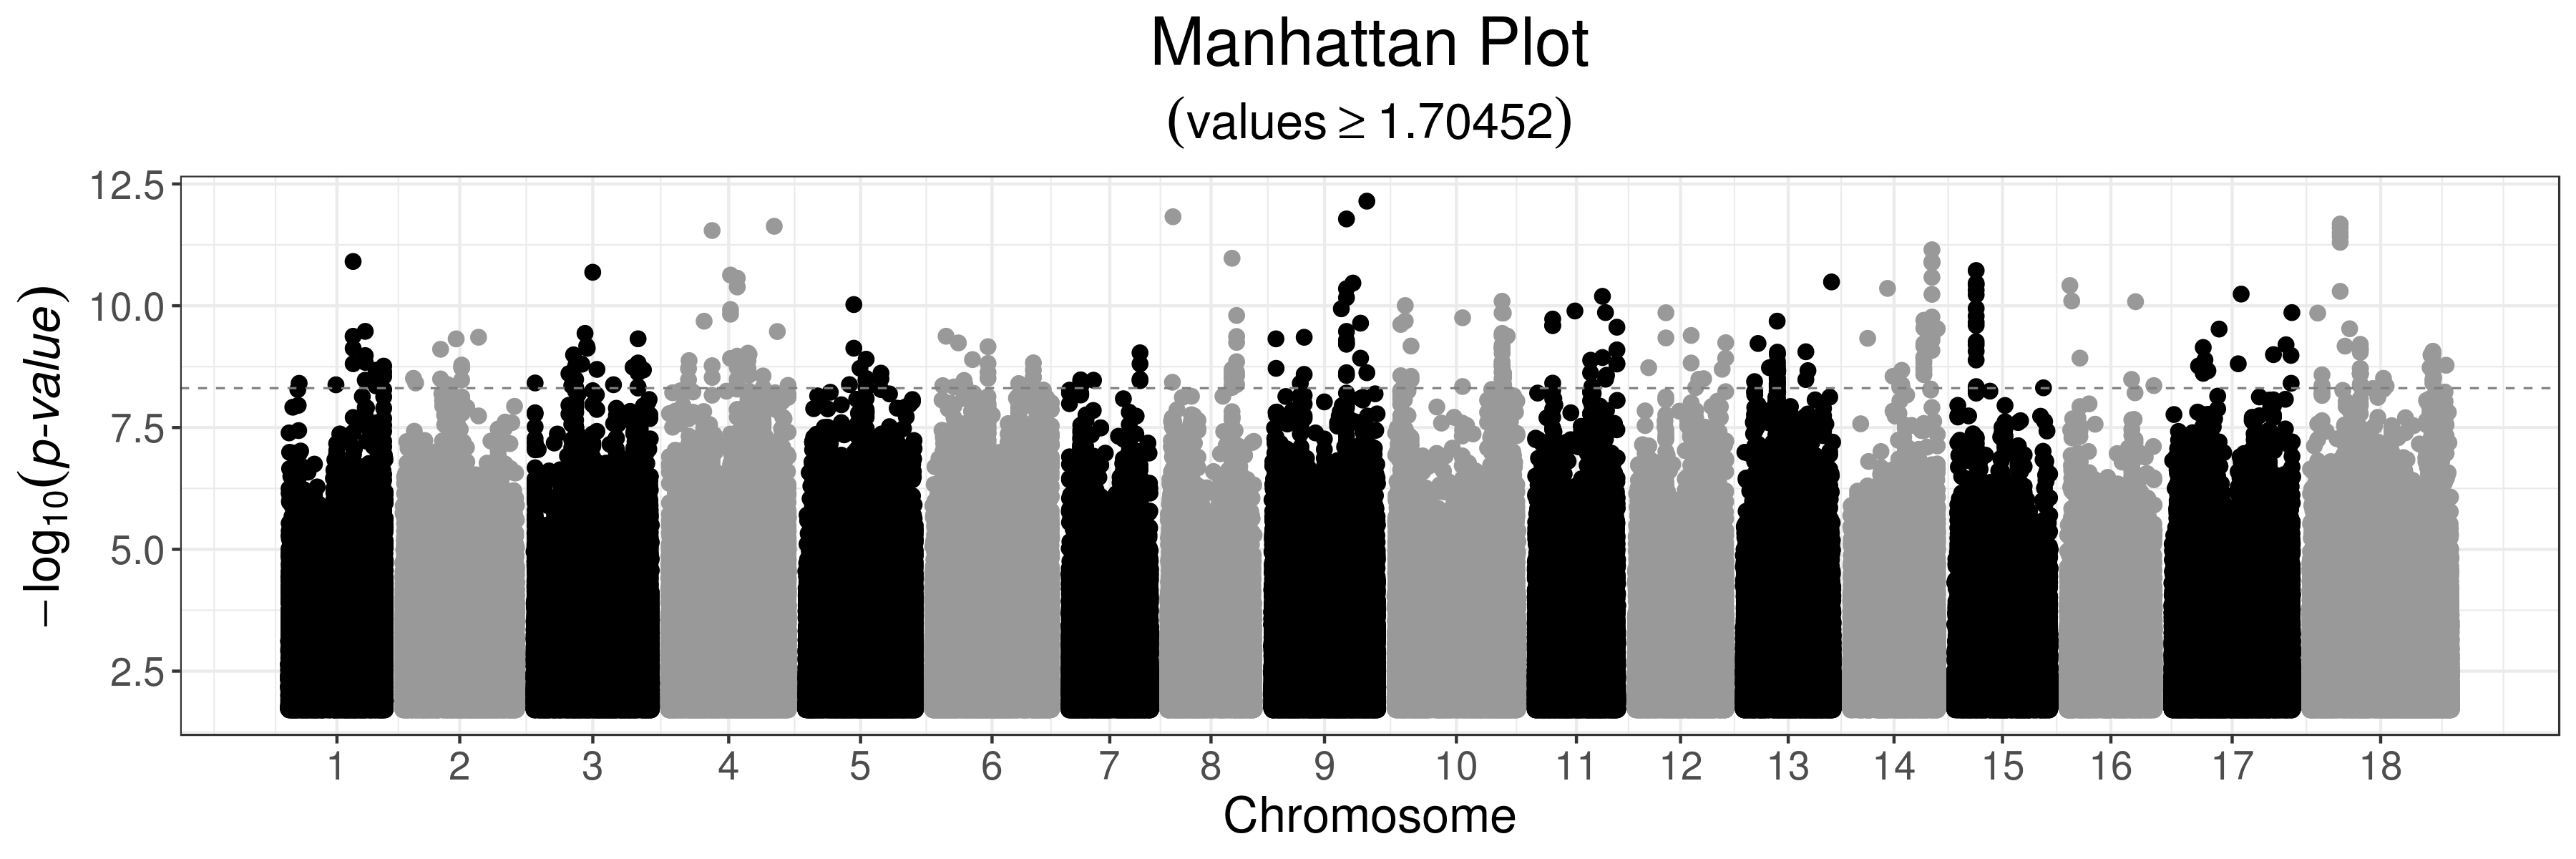 Manhattan Plot
(values ≥ 1.70452)
12.5
10.0
7.5
5.0
2.5
−log₁₀(p-value)
1 2 3 4 5 6 7 8 9 10 11 12 13 14 15 16 17 18
Chromosome